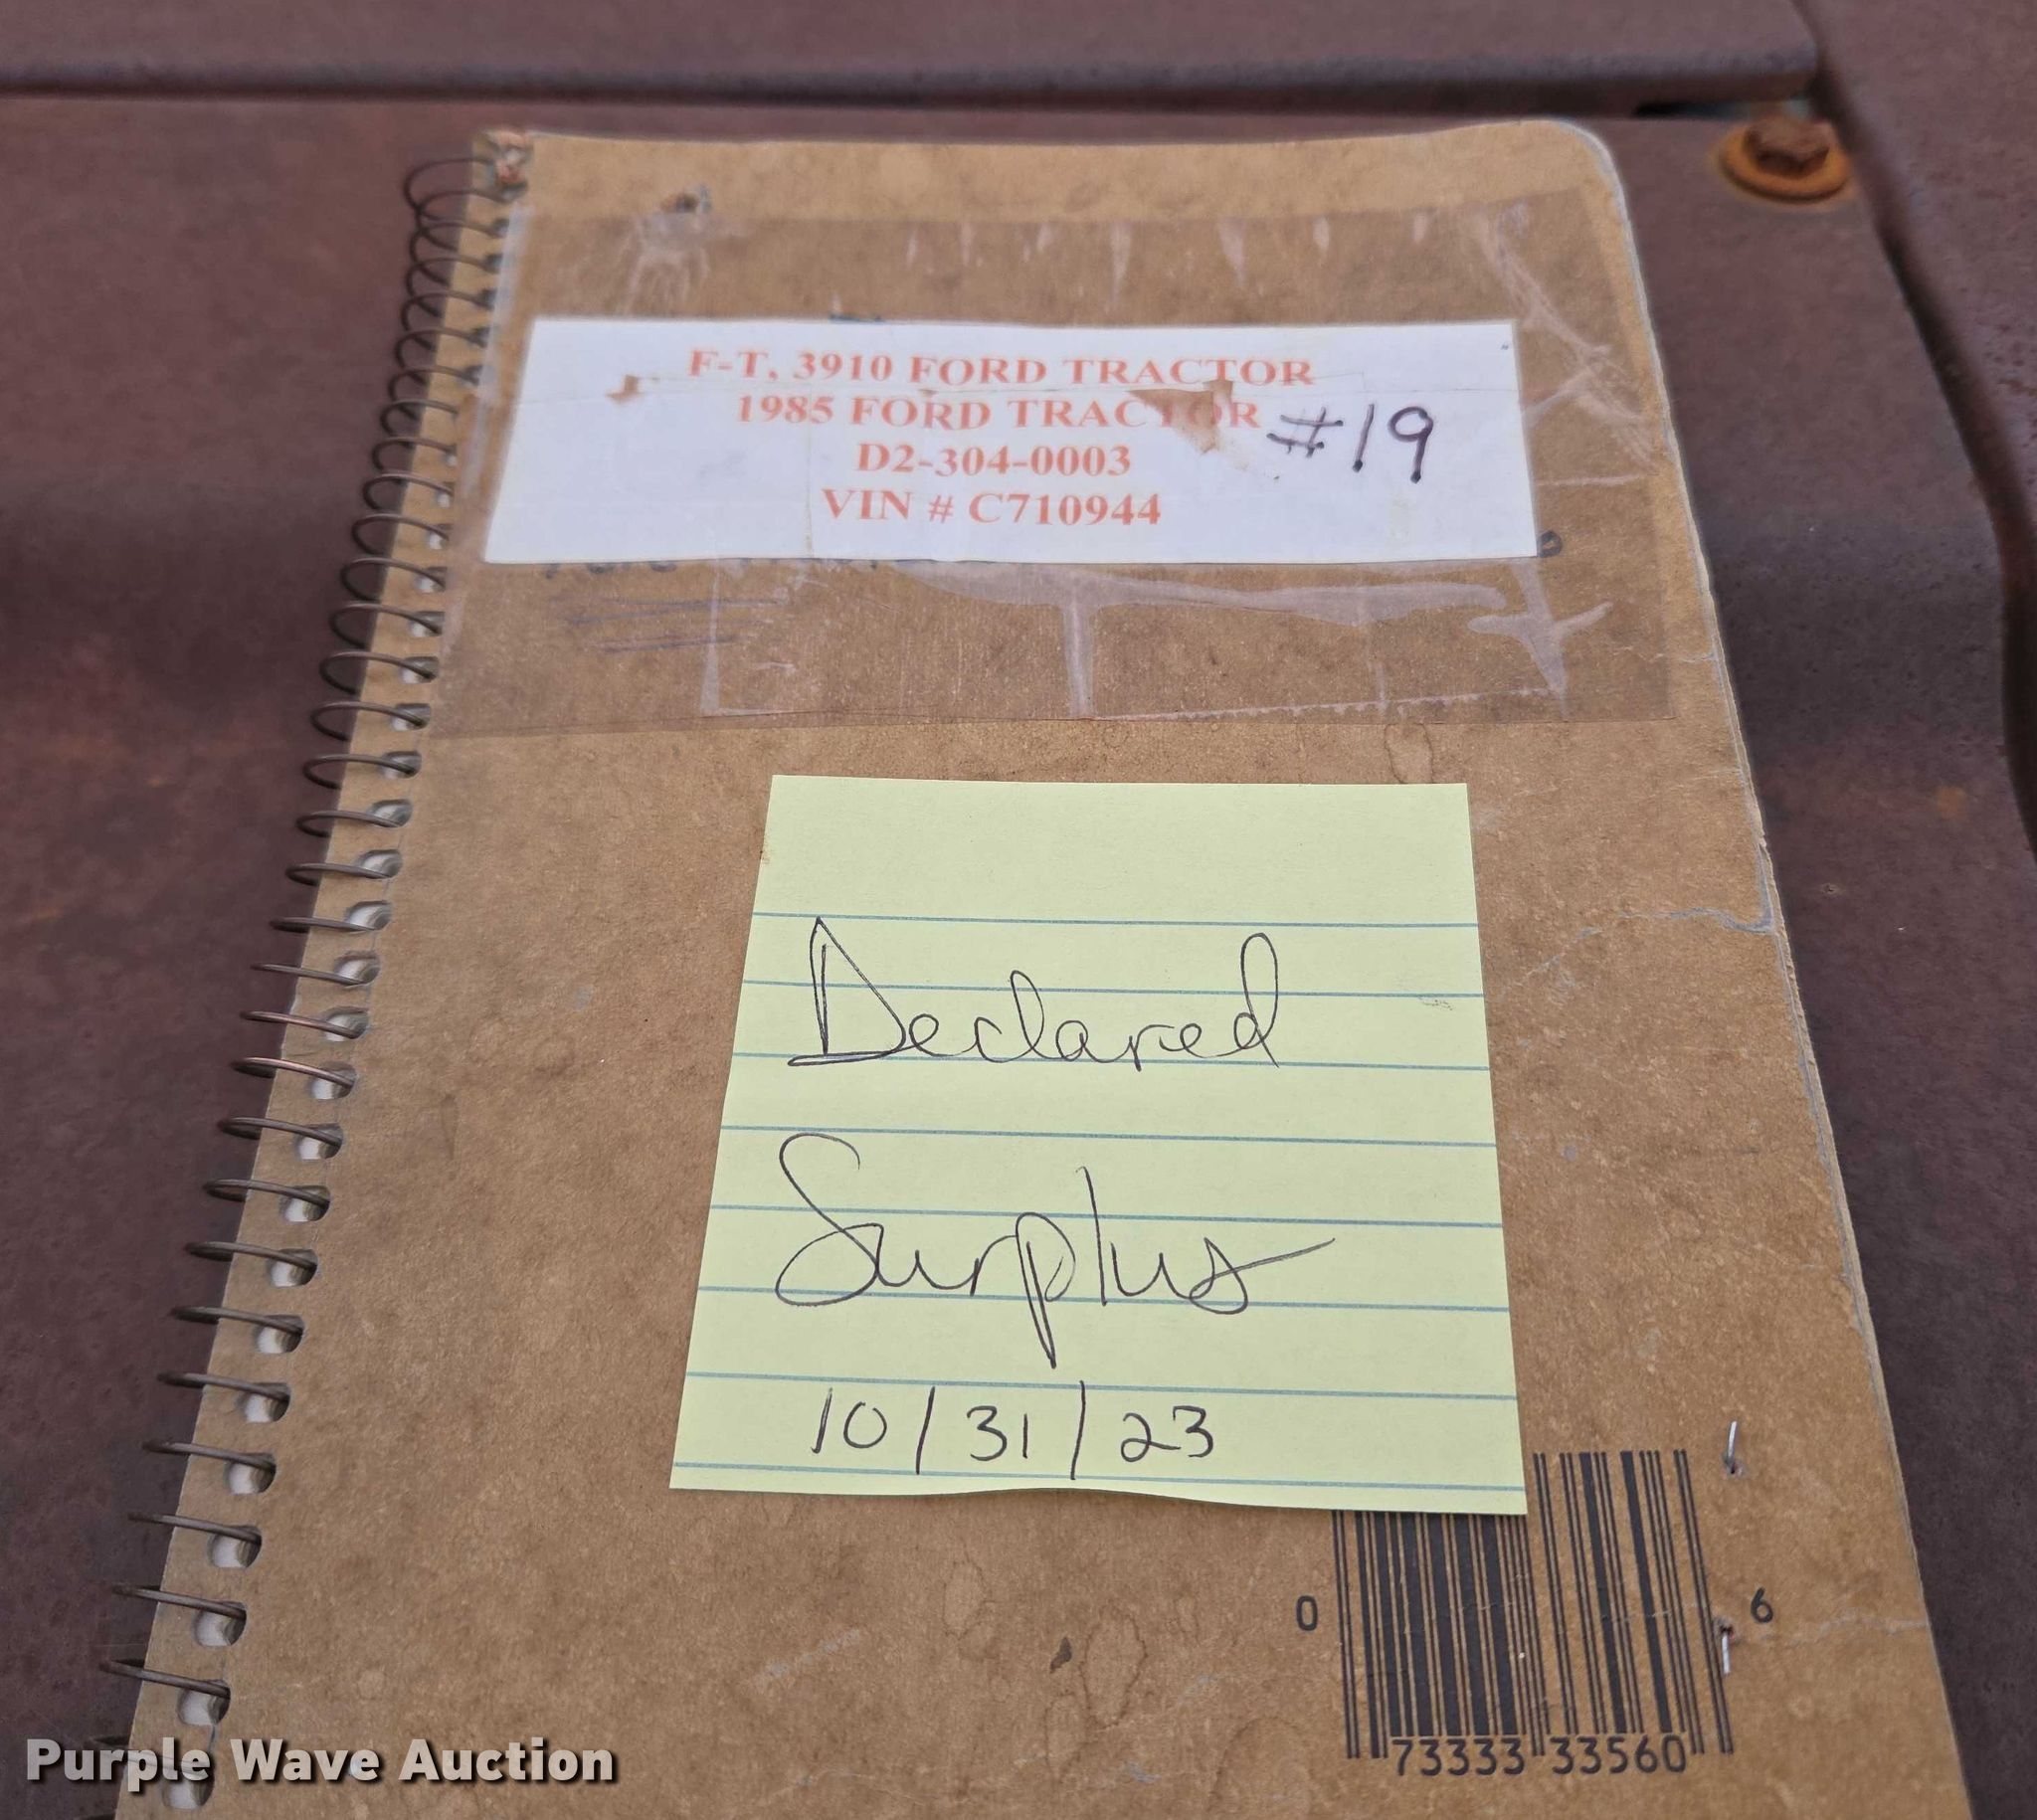 F-T, 3910 FORD TRACTOR
1985 FORD TRACTOR
#19
D2-304-0003
VIN # C710944
Declared
Surplus
10/31/23
0 73333 33560 6
Purple Wave Auction